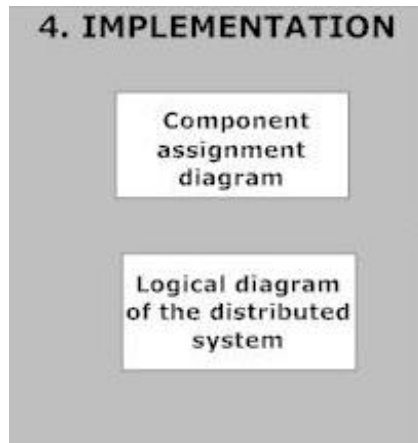 4. IMPLEMENTATION
Component
assignment
diagram
Logical diagram
of the distributed
system